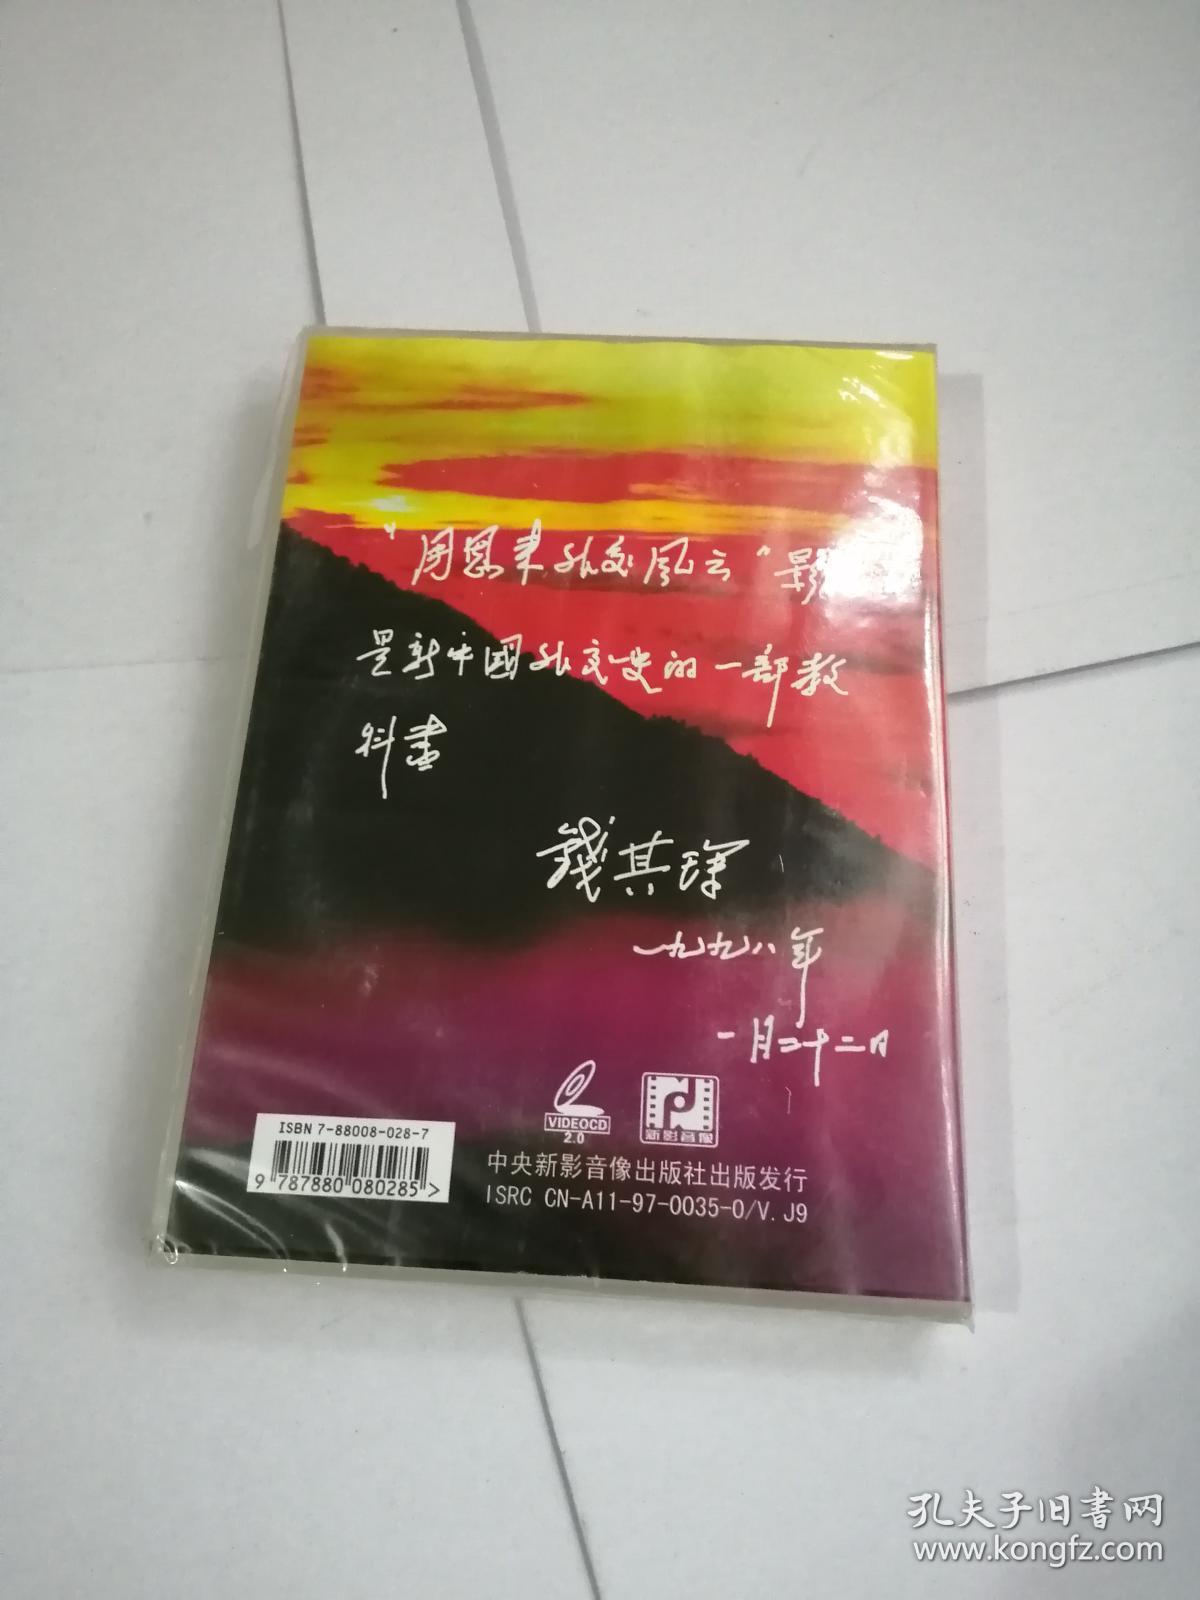 “周恩来外交风云”影
是新中國外交史的一部教
科書
錢其琛
一九九八年
一月二十二日
VIDEOCD
2.0
新影音像
ISBN 7-88008-028-7
9 787880 080285>
中央新影音像出版社出版发行
ISRC CN-A11-97-0035-0/V.J9
孔夫子旧书网
www.kongfz.com